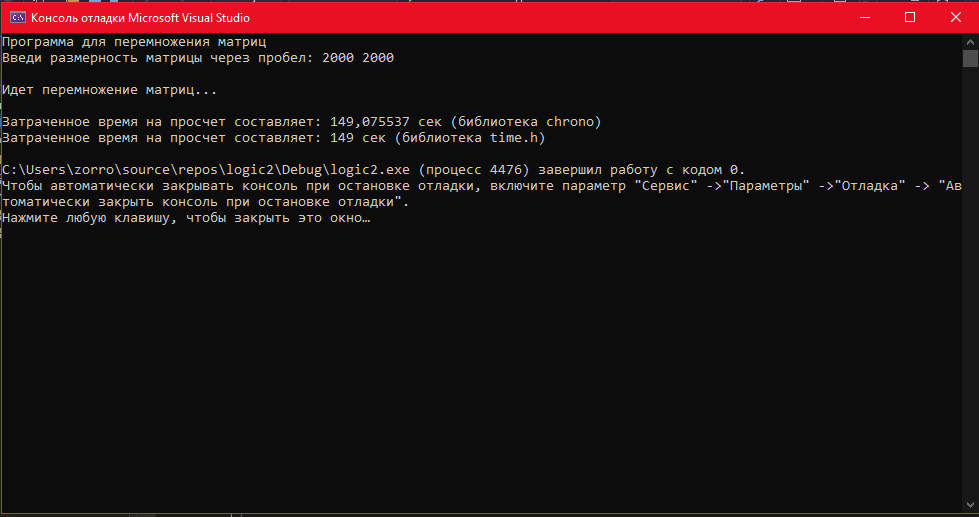 Консоль отладки Microsoft Visual Studio
Программа для перемножения матриц
Введи размерность матрицы через пробел: 2000 2000
Идет перемножение матриц...
Затраченное время на просчет составляет: 149,075537 сек (библиотека chrono)
Затраченное время на просчет составляет: 149 сек (библиотека time.h)
C:\Users\zorro\source\repos\logic2\Debug\logic2.exe (процесс 4476) завершил работу с кодом 0.
Чтобы автоматически закрывать консоль при остановке отладки, включите параметр "Сервис" ->"Параметры" ->"Отладка" -> "Ав
томатически закрыть консоль при остановке отладки".
Нажмите любую клавишу, чтобы закрыть это окно…